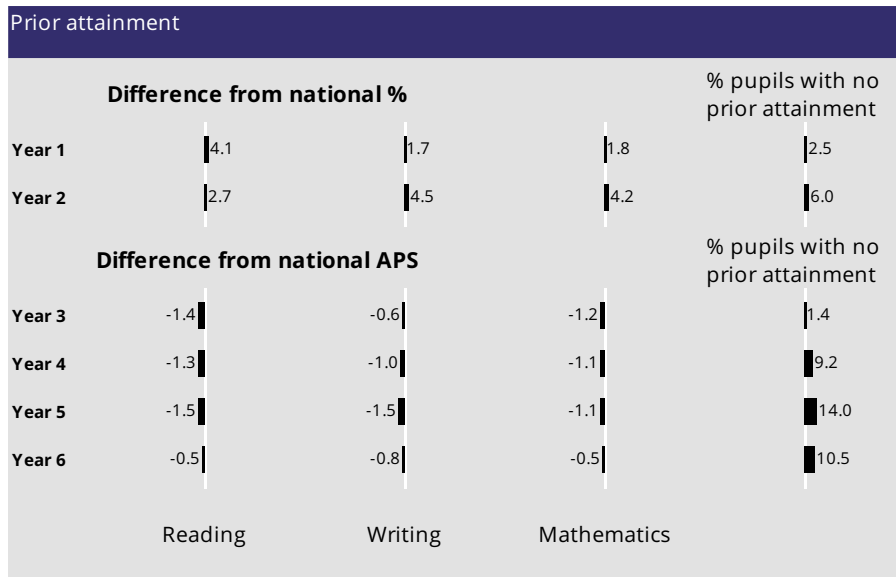 Prior attainment
Difference from national %
% pupils with no
prior attainment
Year 1 4.1 1.7 1.8 2.5
Year 2 2.7 4.5 4.2 6.0
Difference from national APS
% pupils with no
prior attainment
Year 3 -1.4 -0.6 -1.2 1.4
Year 4 -1.3 -1.0 -1.1 9.2
Year 5 -1.5 -1.5 -1.1 14.0
Year 6 -0.5 -0.8 -0.5 10.5
Reading Writing Mathematics